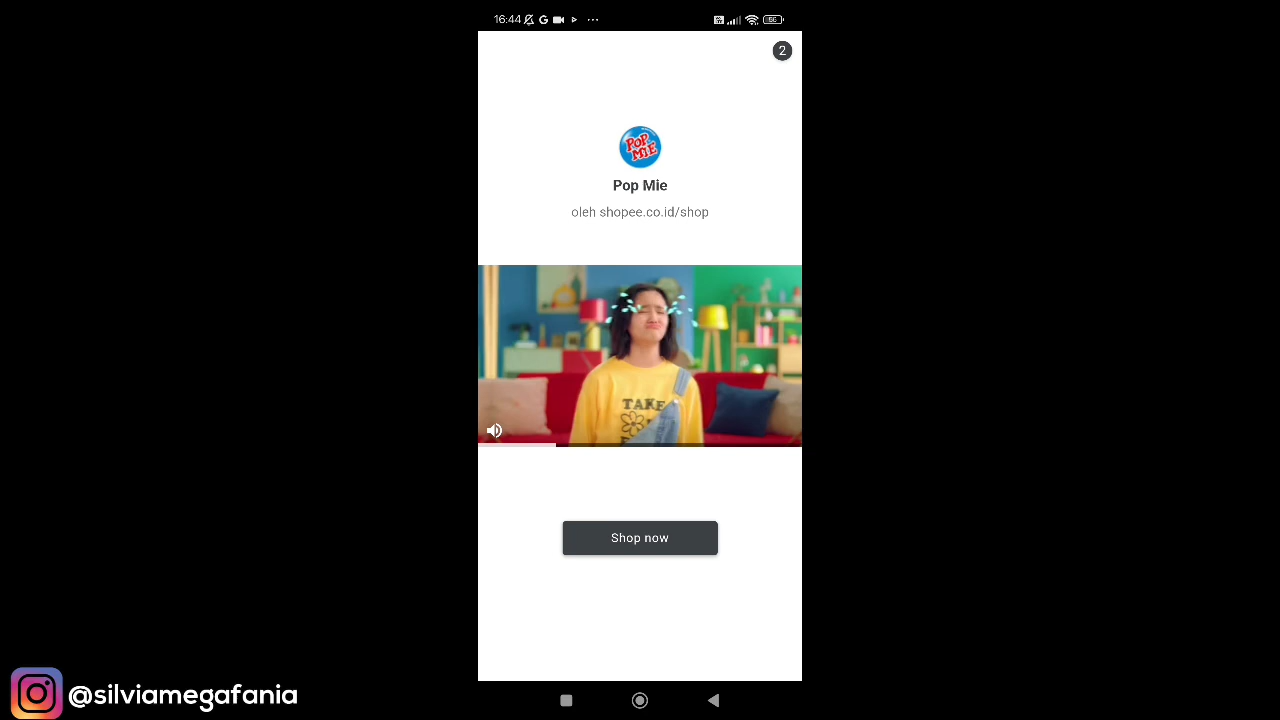 16:44
2
POP MIE
Pop Mie
oleh shopee.co.id/shop
TAKE
Shop now
@silviamegafania